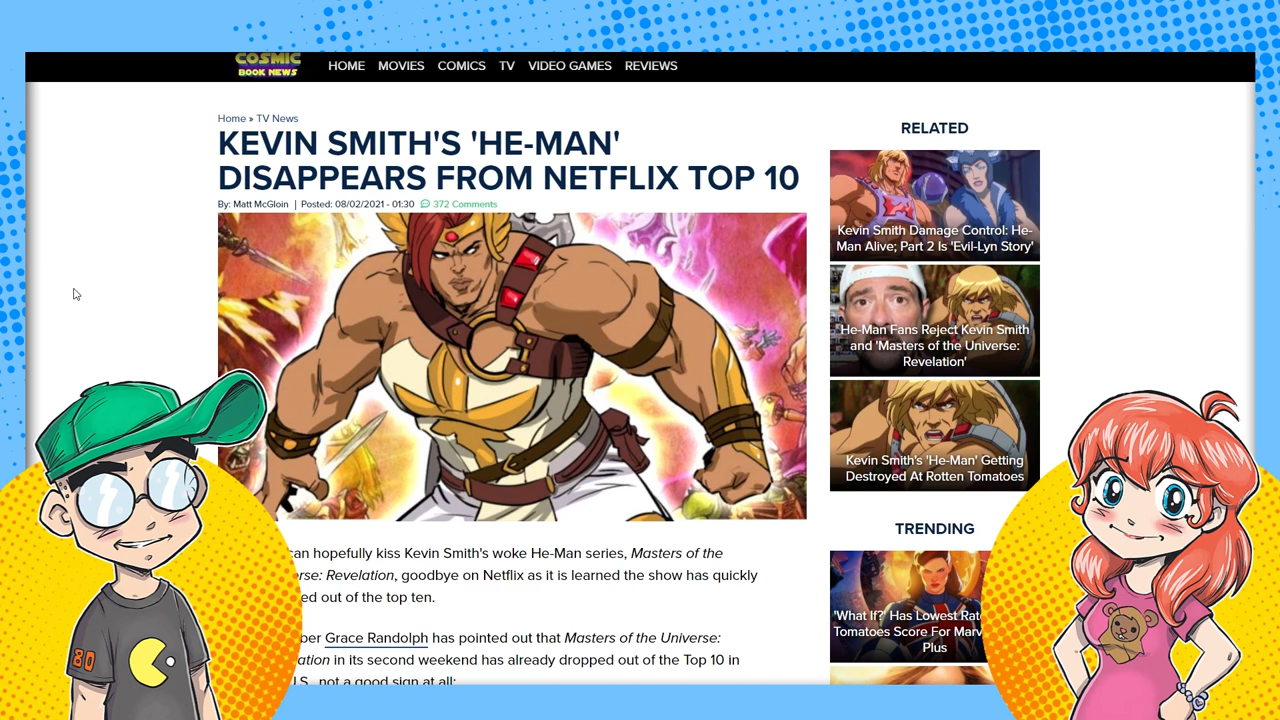 COSMIC
BOOK NEWS
HOME MOVIES COMICS TV VIDEO GAMES REVIEWS
Home » TV News
KEVIN SMITH'S 'HE-MAN'
DISAPPEARS FROM NETFLIX TOP 10
By: Matt McGloin | Posted: 08/02/2021 - 01:30 372 Comments
can hopefully kiss Kevin Smith's woke He-Man series, Masters of the
erse: Revelation, goodbye on Netflix as it is learned the show has quickly
ed out of the top ten.
ber Grace Randolph has pointed out that Masters of the Universe:
ation in its second weekend has already dropped out of the Top 10 in
not a good sign at all:
RELATED
Kevin Smith Damage Control: He-
Man Alive; Part 2 Is 'Evil-Lyn Story'
He-Man Fans Reject Kevin Smith
and 'Masters of the Universe:
Revelation'
Kevin Smith's 'He-Man' Getting
Destroyed At Rotten Tomatoes
TRENDING
'What If?' Has Lowest Rot
Tomatoes Score For Marv
Plus
80